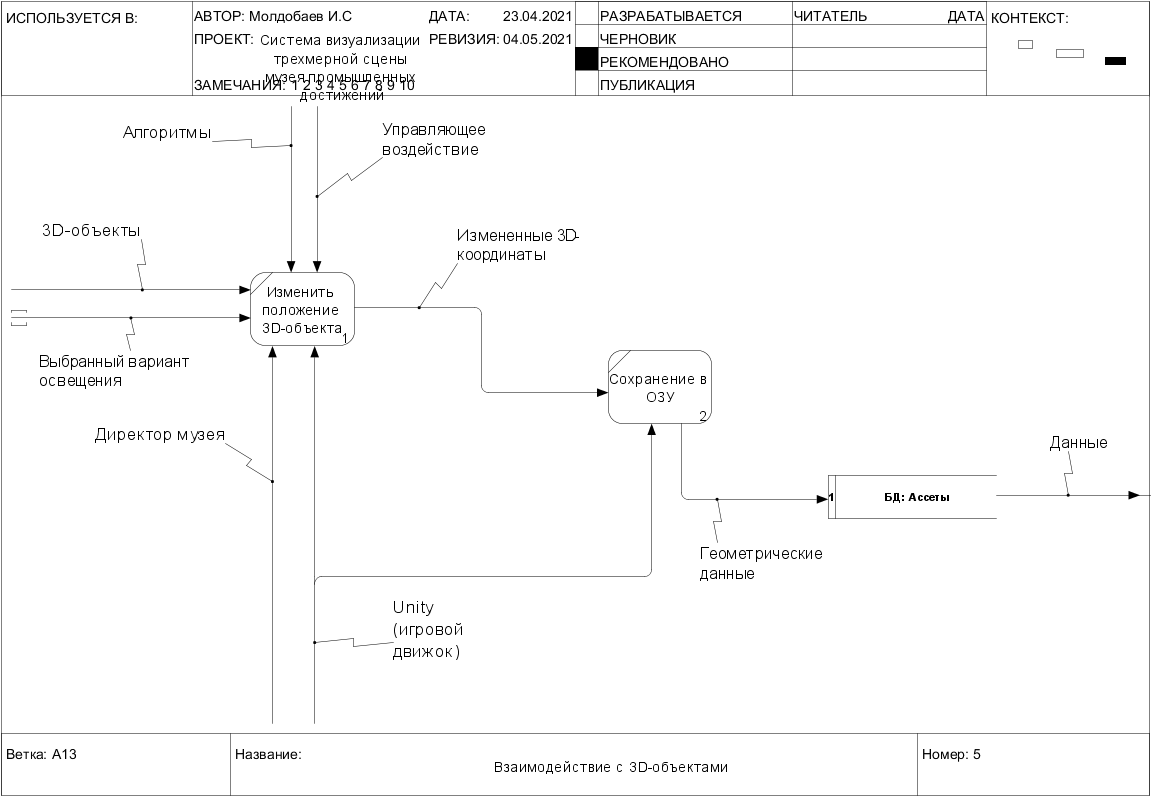 ИСПОЛЬЗУЕТСЯ В:
АВТОР: Молдобаев И.С
ДАТА: 23.04.2021
РАЗРАБАТЫВАЕТСЯ
ЧИТАТЕЛЬ
ДАТА
КОНТЕКСТ:
ПРОЕКТ: Система визуализации
трехмерной сцены
музея промышленных
достижений
РЕВИЗИЯ: 04.05.2021
ЧЕРНОВИК
РЕКОМЕНДОВАНО
ЗАМЕЧАНИЯ: 1 2 3 4 5 6 7 8 9 10
ПУБЛИКАЦИЯ
Алгоритмы
Управляющее
воздействие
3D-объекты
Измененные 3D-
координаты
Изменить
положение
3D-объекта
1
Выбранный вариант
освещения
Сохранение в
ОЗУ
2
Директор музея
Данные
1
БД: Ассеты
Геометрические
данные
Unity
(игровой
движок)
Ветка: A13
Название:
Взаимодействие с 3D-объектами
Номер: 5